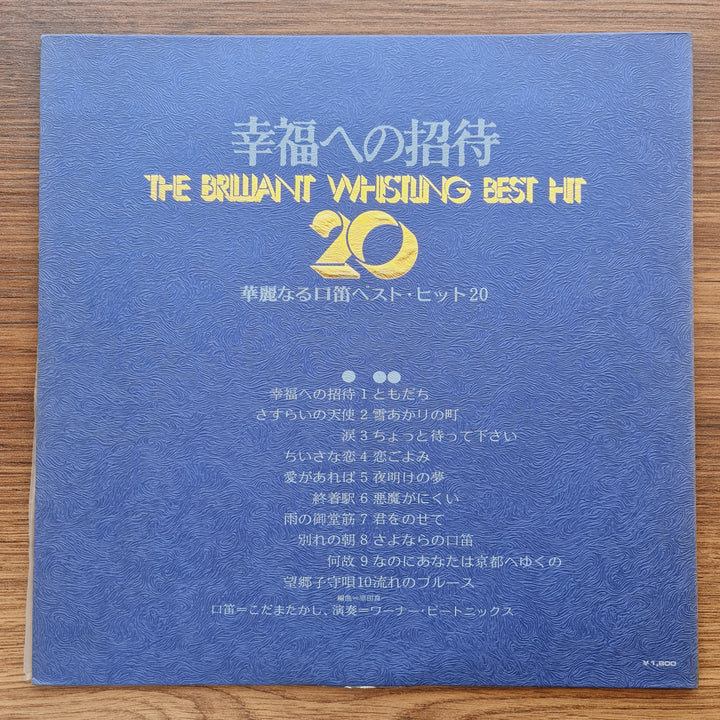 幸福への招待
THE BRILLIANT WHISTLING BEST HIT
20
華麗なる口笛ベスト・ヒット20
幸福への招待 1 ともだち
さすらいの天使 2 雪あかりの町
涙 3 ちょっと待って下さい
ちいさな恋 4 恋ごよみ
愛があれば 5 夜明けの夢
終着駅 6 悪魔がにくい
雨の御堂筋 7 君をのせて
別れの朝 8 さよならの口笛
何故 9 なのにあなたは京都へゆくの
望郷子守唄 10 流れのブルース
口笛＝こだまたかし、演奏＝ワーナー・ビートニックス
¥1,800